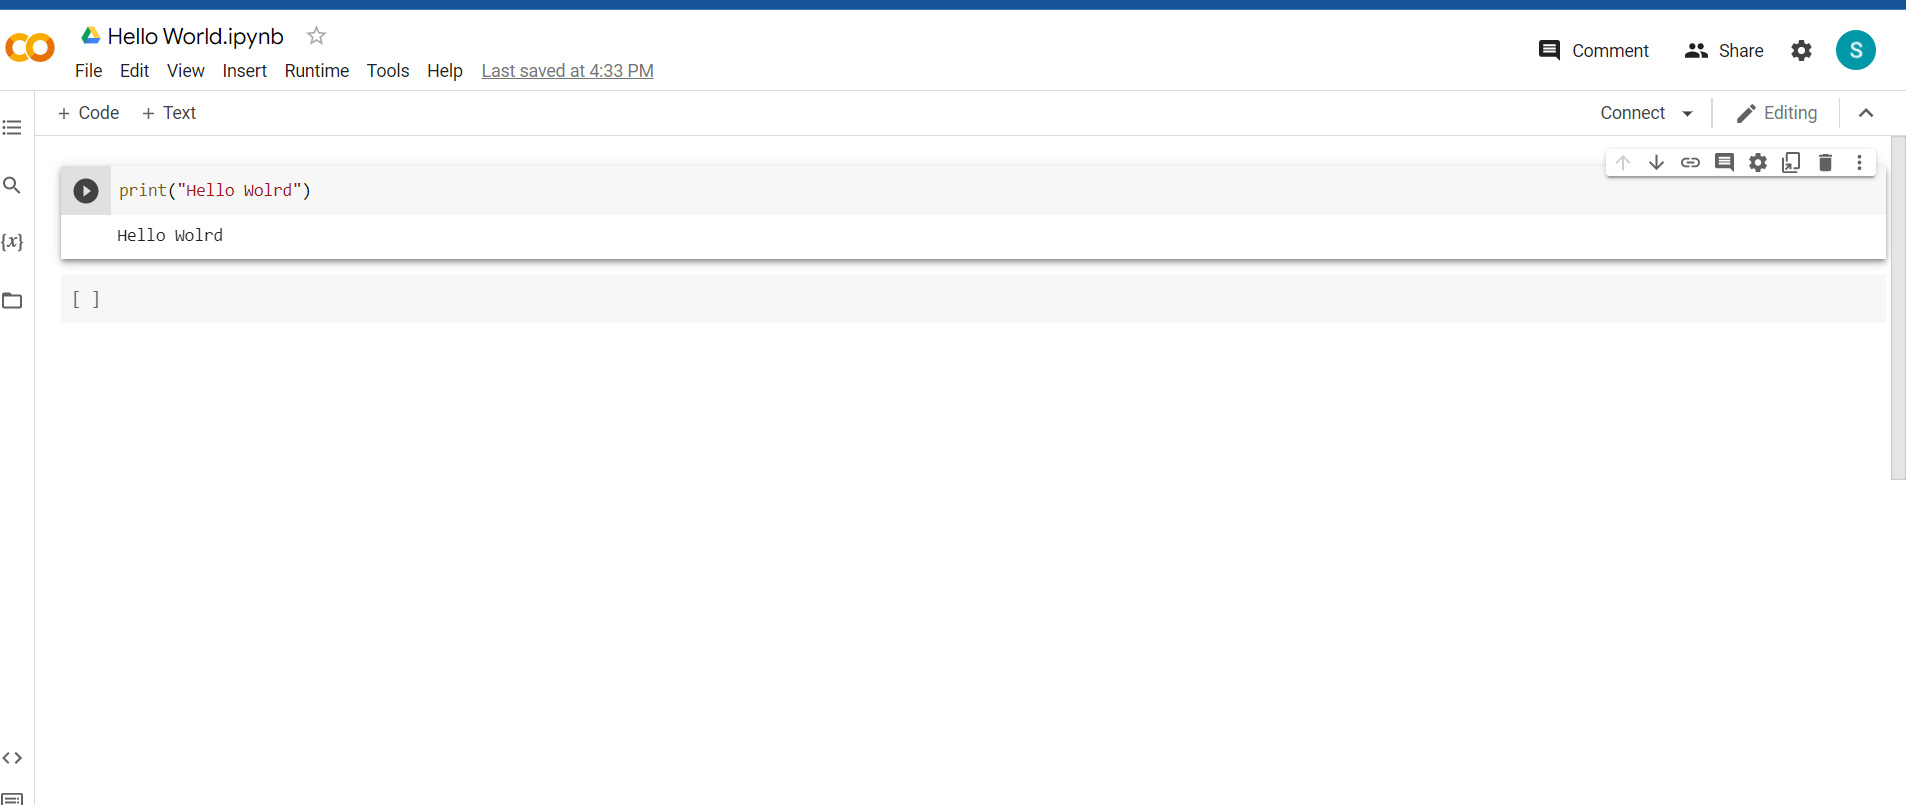 Hello World.ipynb
Comment
Share
S
File Edit View Insert Runtime Tools Help Last saved at 4:33 PM
+ Code + Text
Connect
Editing
print("Hello Wolrd")
Hello Wolrd
{x}
[ ]